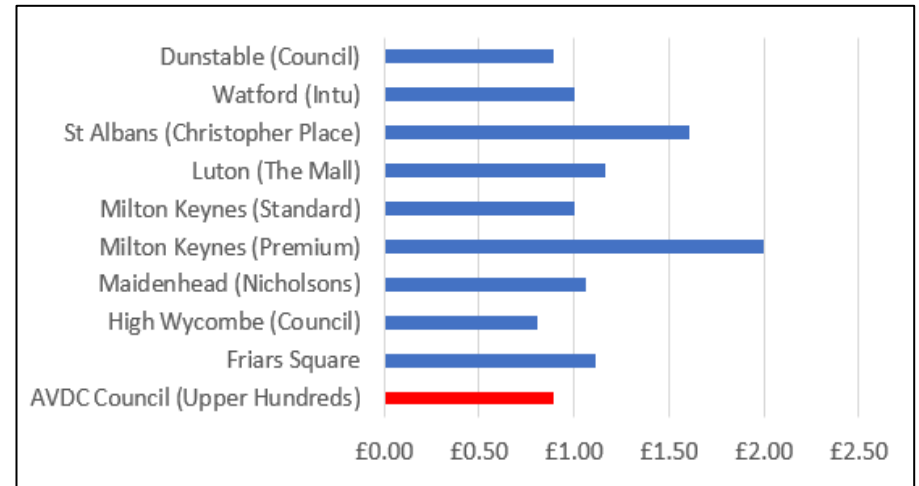 Dunstable (Council)
Watford (Intu)
St Albans (Christopher Place)
Luton (The Mall)
Milton Keynes (Standard)
Milton Keynes (Premium)
Maidenhead (Nicholsons)
High Wycombe (Council)
Friars Square
AVDC Council (Upper Hundreds)
£0.00 £0.50 £1.00 £1.50 £2.00 £2.50